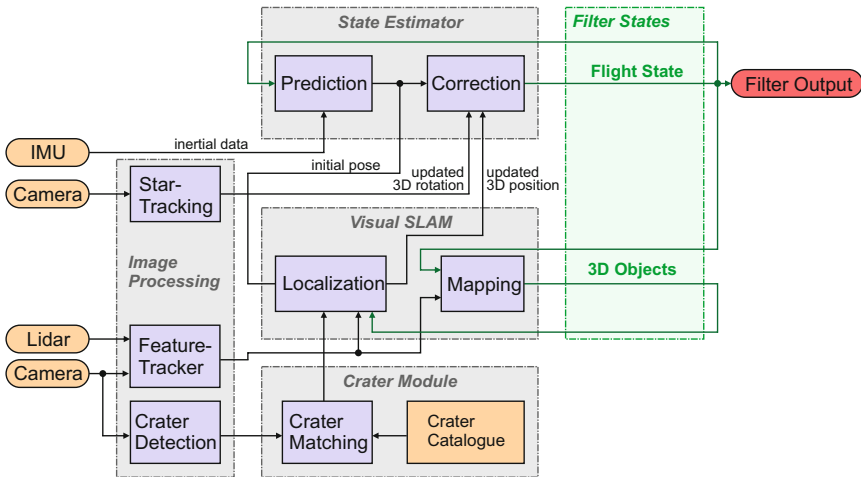 State Estimator
Filter States
Prediction
Correction
Flight State
Filter Output
IMU
inertial data
initial pose
updated
3D rotation
updated
3D position
Camera
Star-
Tracking
Visual SLAM
Image
Processing
Localization
Mapping
3D Objects
Lidar
Camera
Feature-
Tracker
Crater Module
Crater
Detection
Crater
Matching
Crater
Catalogue